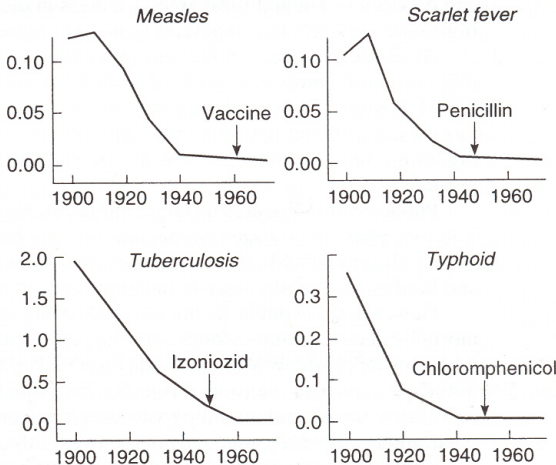 Measles
0.10
0.05
0.00
Vaccine
1900 1920 1940 1960
Scarlet fever
0.10
0.05
0.00
Penicillin
1900 1920 1940 1960
Tuberculosis
2.0
1.5
1.0
0.5
0.0
Izoniozid
1900 1920 1940 1960
Typhoid
0.3
0.2
0.1
0.0
Chloromphenicol
1900 1920 1940 1960